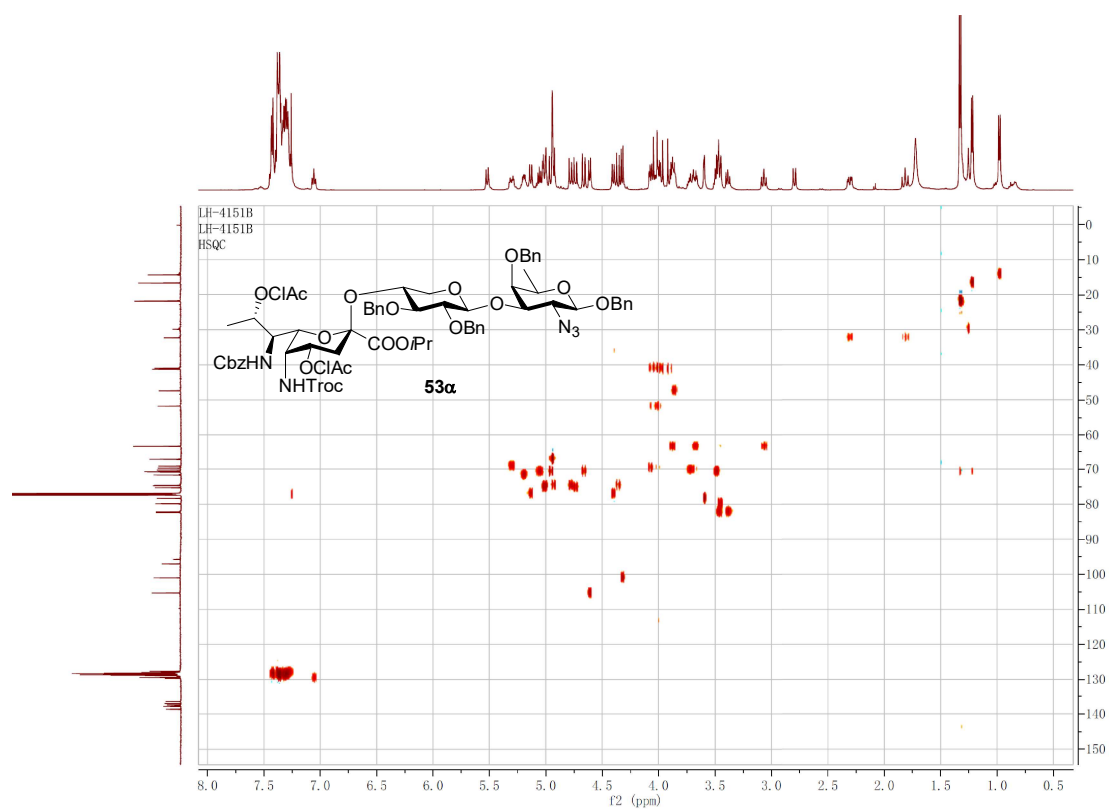 LH-4151B
LH-4151B
HSQC
OBn
OClAc
O
O
O
O
BnO
O
O
OBn
OBn
N3
COOiPr
CbzHN
OClAc
NHTroc
53α
0
10
20
30
40
50
60
70
80
90
100
110
120
130
140
150
8.0 7.5 7.0 6.5 6.0 5.5 5.0 4.5 4.0 3.5 3.0 2.5 2.0 1.5 1.0 0.5
f2 (ppm)